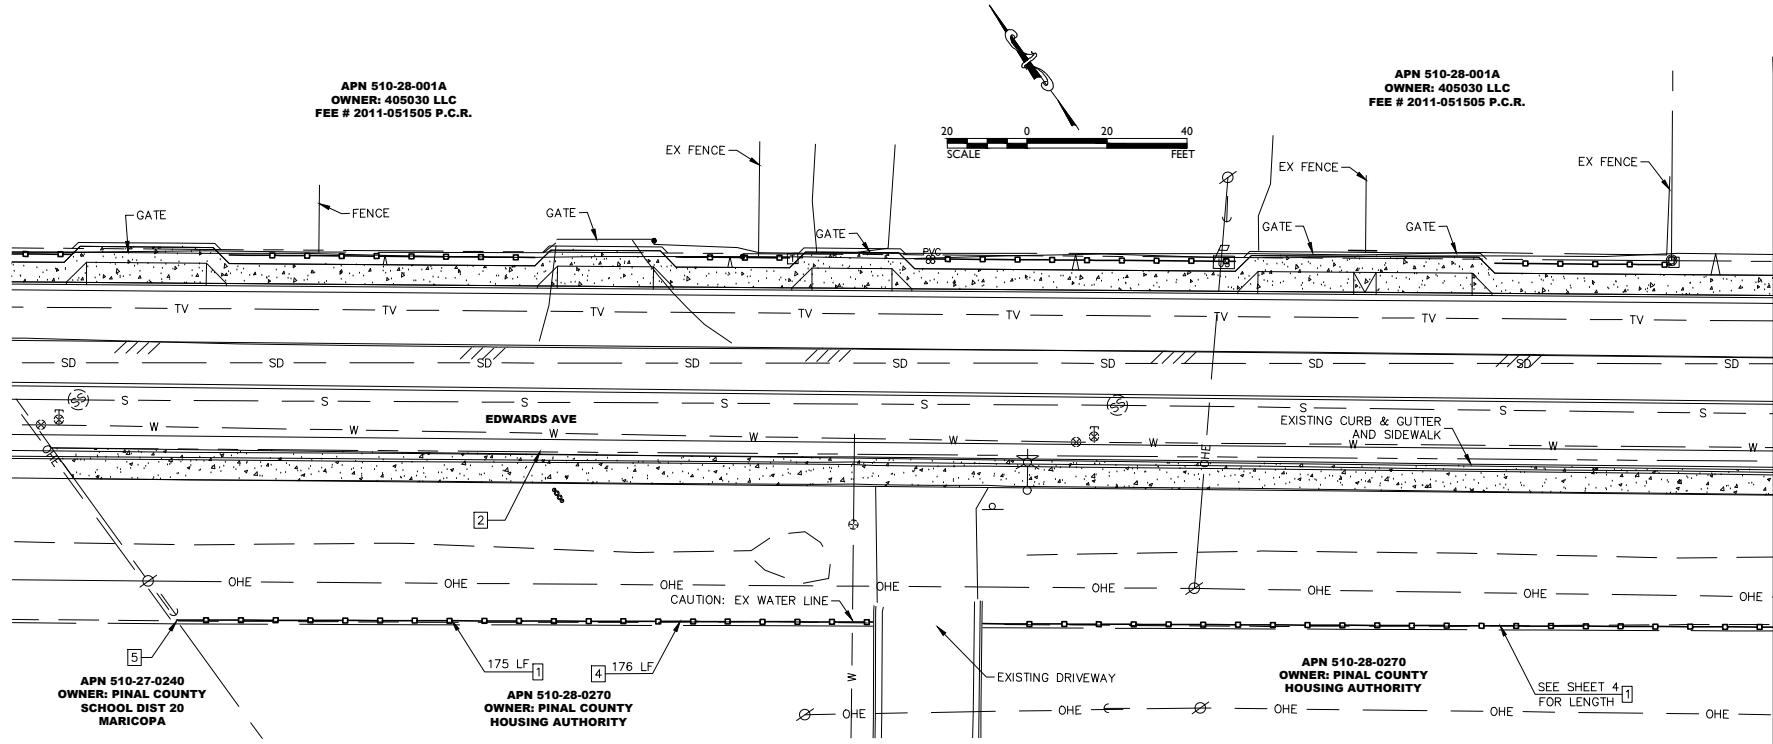 APN 510-28-001A
OWNER: 405030 LLC
FEE # 2011-051505 P.C.R.
APN 510-28-001A
OWNER: 405030 LLC
FEE # 2011-051505 P.C.R.
20 0 20 40
SCALE FEET
EX FENCE
EX FENCE
EX FENCE
GATE
FENCE
GATE
GATE
GATE
GATE
PVC
TV TV TV TV TV TV TV TV
SD SD SD SD SD SD SD SD SD
SS S S S S S SS S S S
EDWARDS AVE
EXISTING CURB & GUTTER
AND SIDEWALK
W W W W W W W W W
OHE
OHE
2
OHE OHE OHE OHE OHE OHE OHE OHE
CAUTION: EX WATER LINE
5
175 LF 1
4 176 LF
W
EXISTING DRIVEWAY
APN 510-27-0240
OWNER: PINAL COUNTY
SCHOOL DIST 20
MARICOPA
APN 510-28-0270
OWNER: PINAL COUNTY
HOUSING AUTHORITY
APN 510-28-0270
OWNER: PINAL COUNTY
HOUSING AUTHORITY
SEE SHEET 4
FOR LENGTH 1
OHE OHE OHE OHE OHE